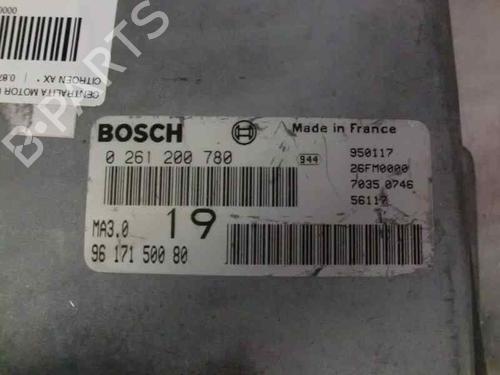 CENTRALITA MOTOR
CITROEN AX *
B-PARTS
BOSCH
Made in France
0 261 200 780
944
950117
26FM0000
7035 0746
56117
MA3.0
19
96 171 500 80